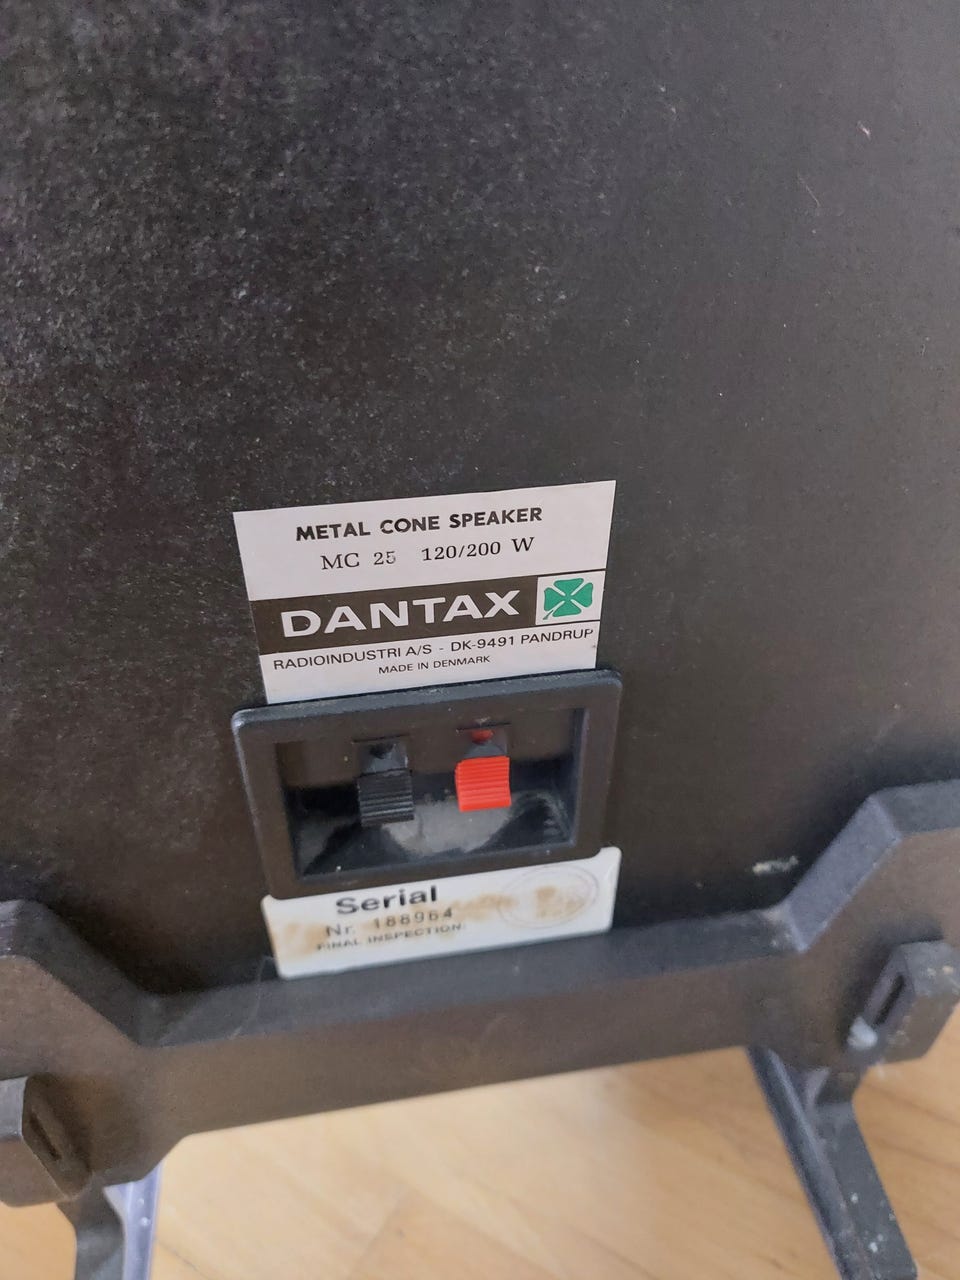 METAL CONE SPEAKER
MC 25 120/200 W
DANTAX
RADIOINDUSTRI A/S - DK-9491 PANDRUP
MADE IN DENMARK
Serial
Nr. 188964
FINAL INSPECTION: